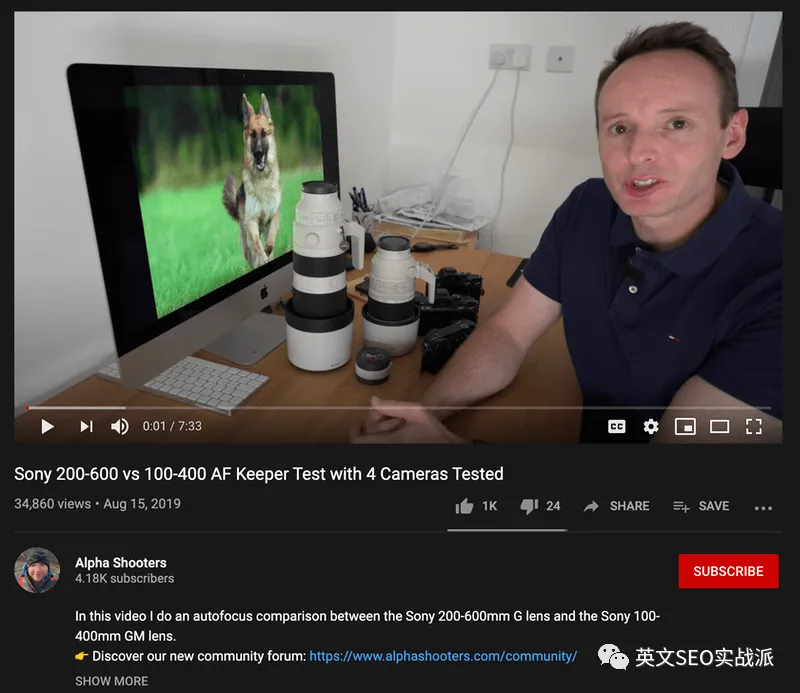 0:01 / 7:33
CC
Sony 200-600 vs 100-400 AF Keeper Test with 4 Cameras Tested
34,860 views • Aug 15, 2019
1K
24
SHARE
SAVE
Alpha Shooters
4.18K subscribers
SUBSCRIBE
In this video I do an autofocus comparison between the Sony 200-600mm G lens and the Sony 100-
400mm GM lens.
👉 Discover our new community forum: https://www.alphashooters.com/community/
SHOW MORE
英文SEO实战派